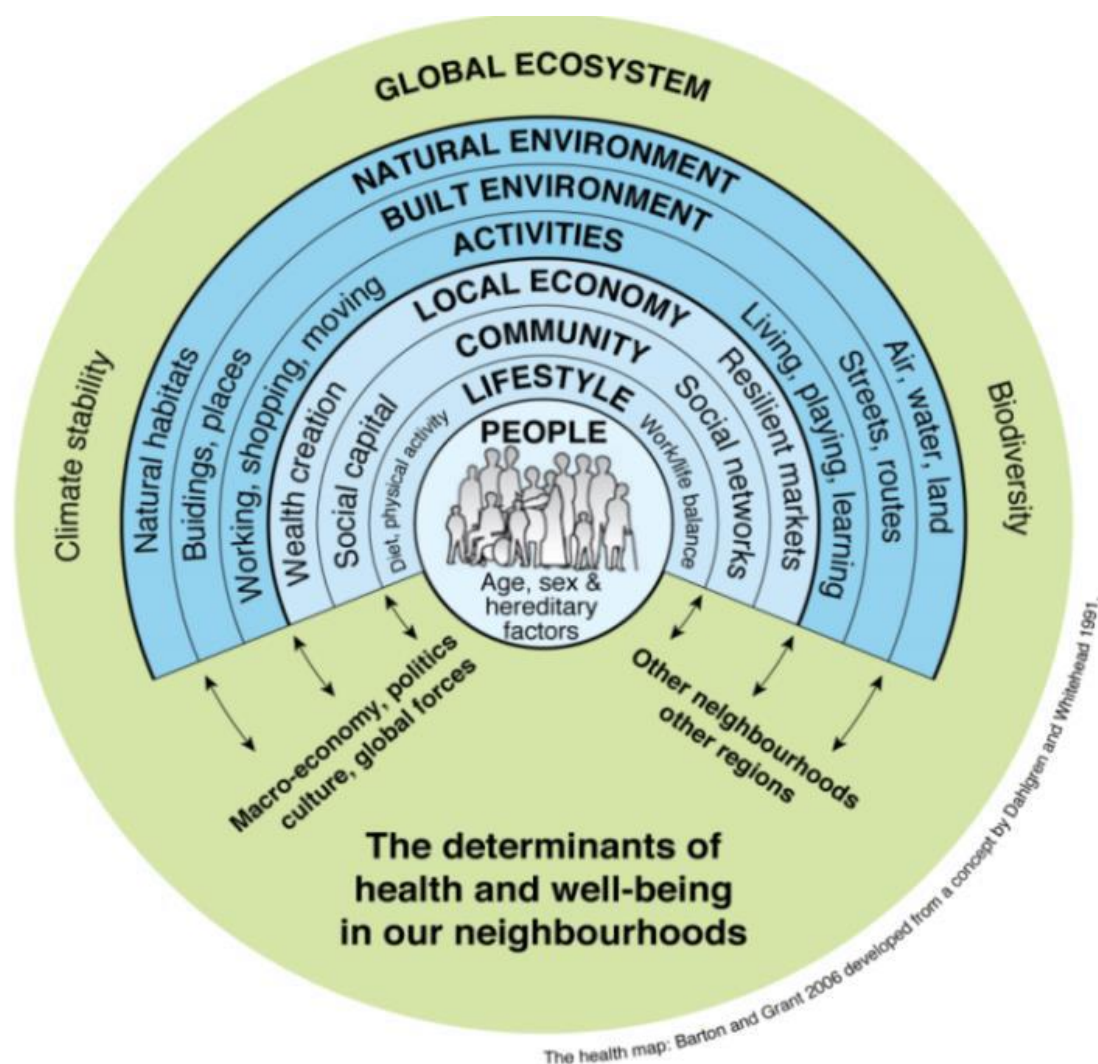 GLOBAL ECOSYSTEM
Climate stability
Biodiversity
NATURAL ENVIRONMENT
Natural habitats
Air, water, land
BUILT ENVIRONMENT
Buidings, places
Streets, routes
ACTIVITIES
Working, shopping, moving
Living, playing, learning
LOCAL ECONOMY
Wealth creation
Resilient markets
COMMUNITY
Social capital
Social networks
LIFESTYLE
Diet, physical activity
Work/life balance
PEOPLE
Age, sex &
hereditary
factors
Macro-economy, politics
culture, global forces
Other neighbourhoods
other regions
The determinants of
health and well-being
in our neighbourhoods
The health map: Barton and Grant 2006 developed from a concept by Dahlgren and Whitehead 1991.